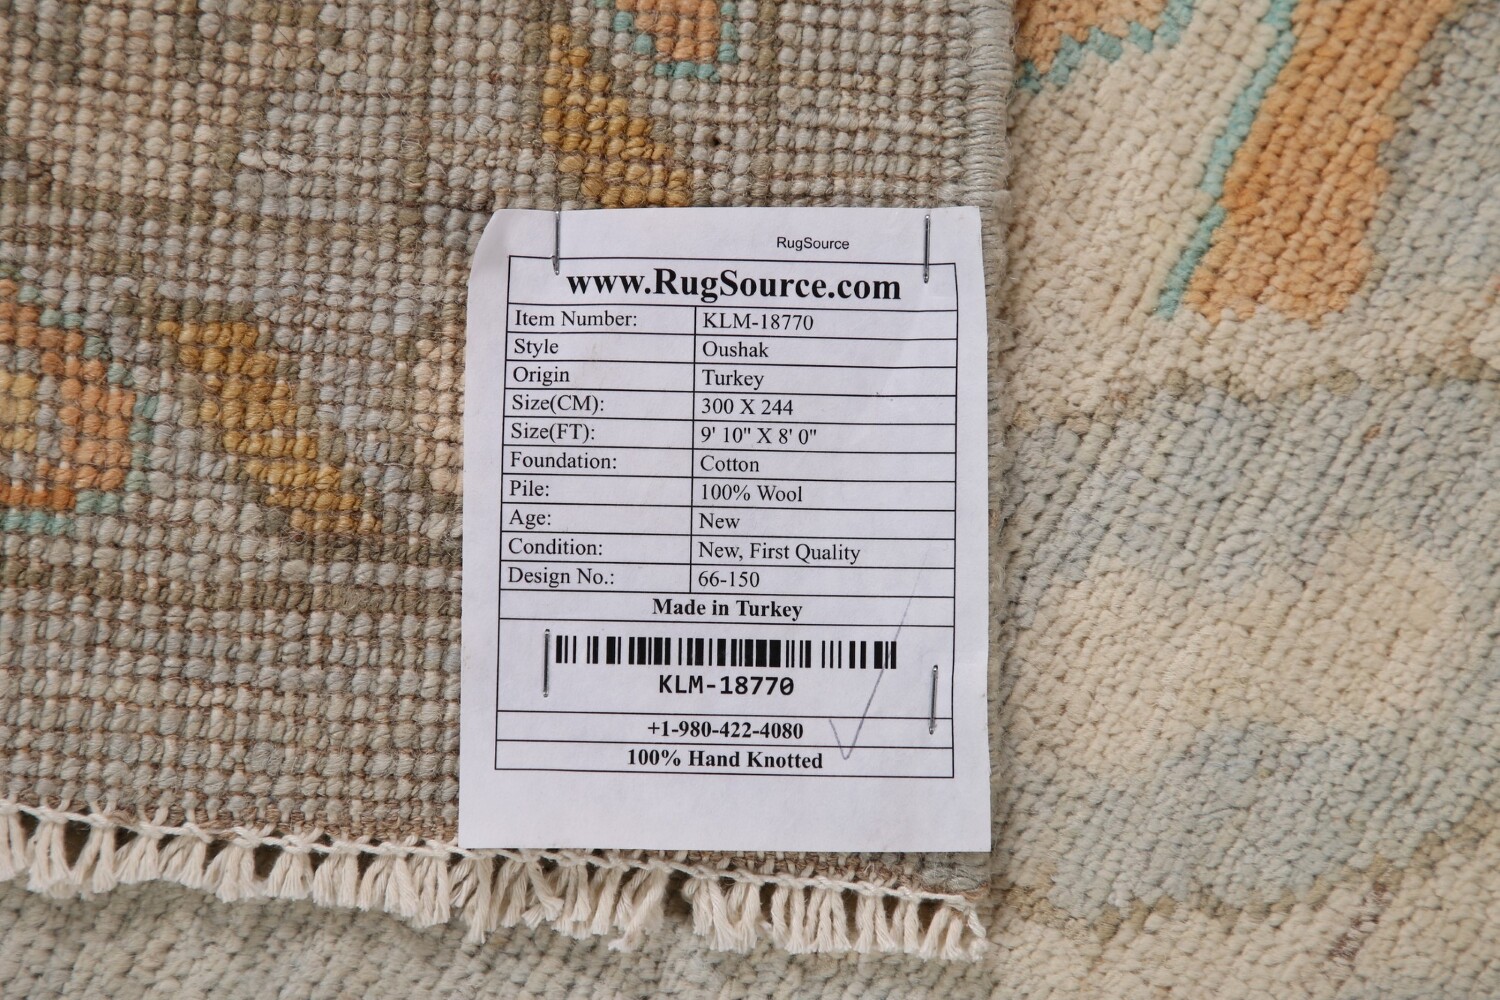 RugSource
www.RugSource.com
Item Number: KLM-18770
Style Oushak
Origin Turkey
Size(CM): 300 X 244
Size(FT): 9' 10" X 8' 0"
Foundation: Cotton
Pile: 100% Wool
Age: New
Condition: New, First Quality
Design No.: 66-150
Made in Turkey
KLM-18770
+1-980-422-4080
100% Hand Knotted